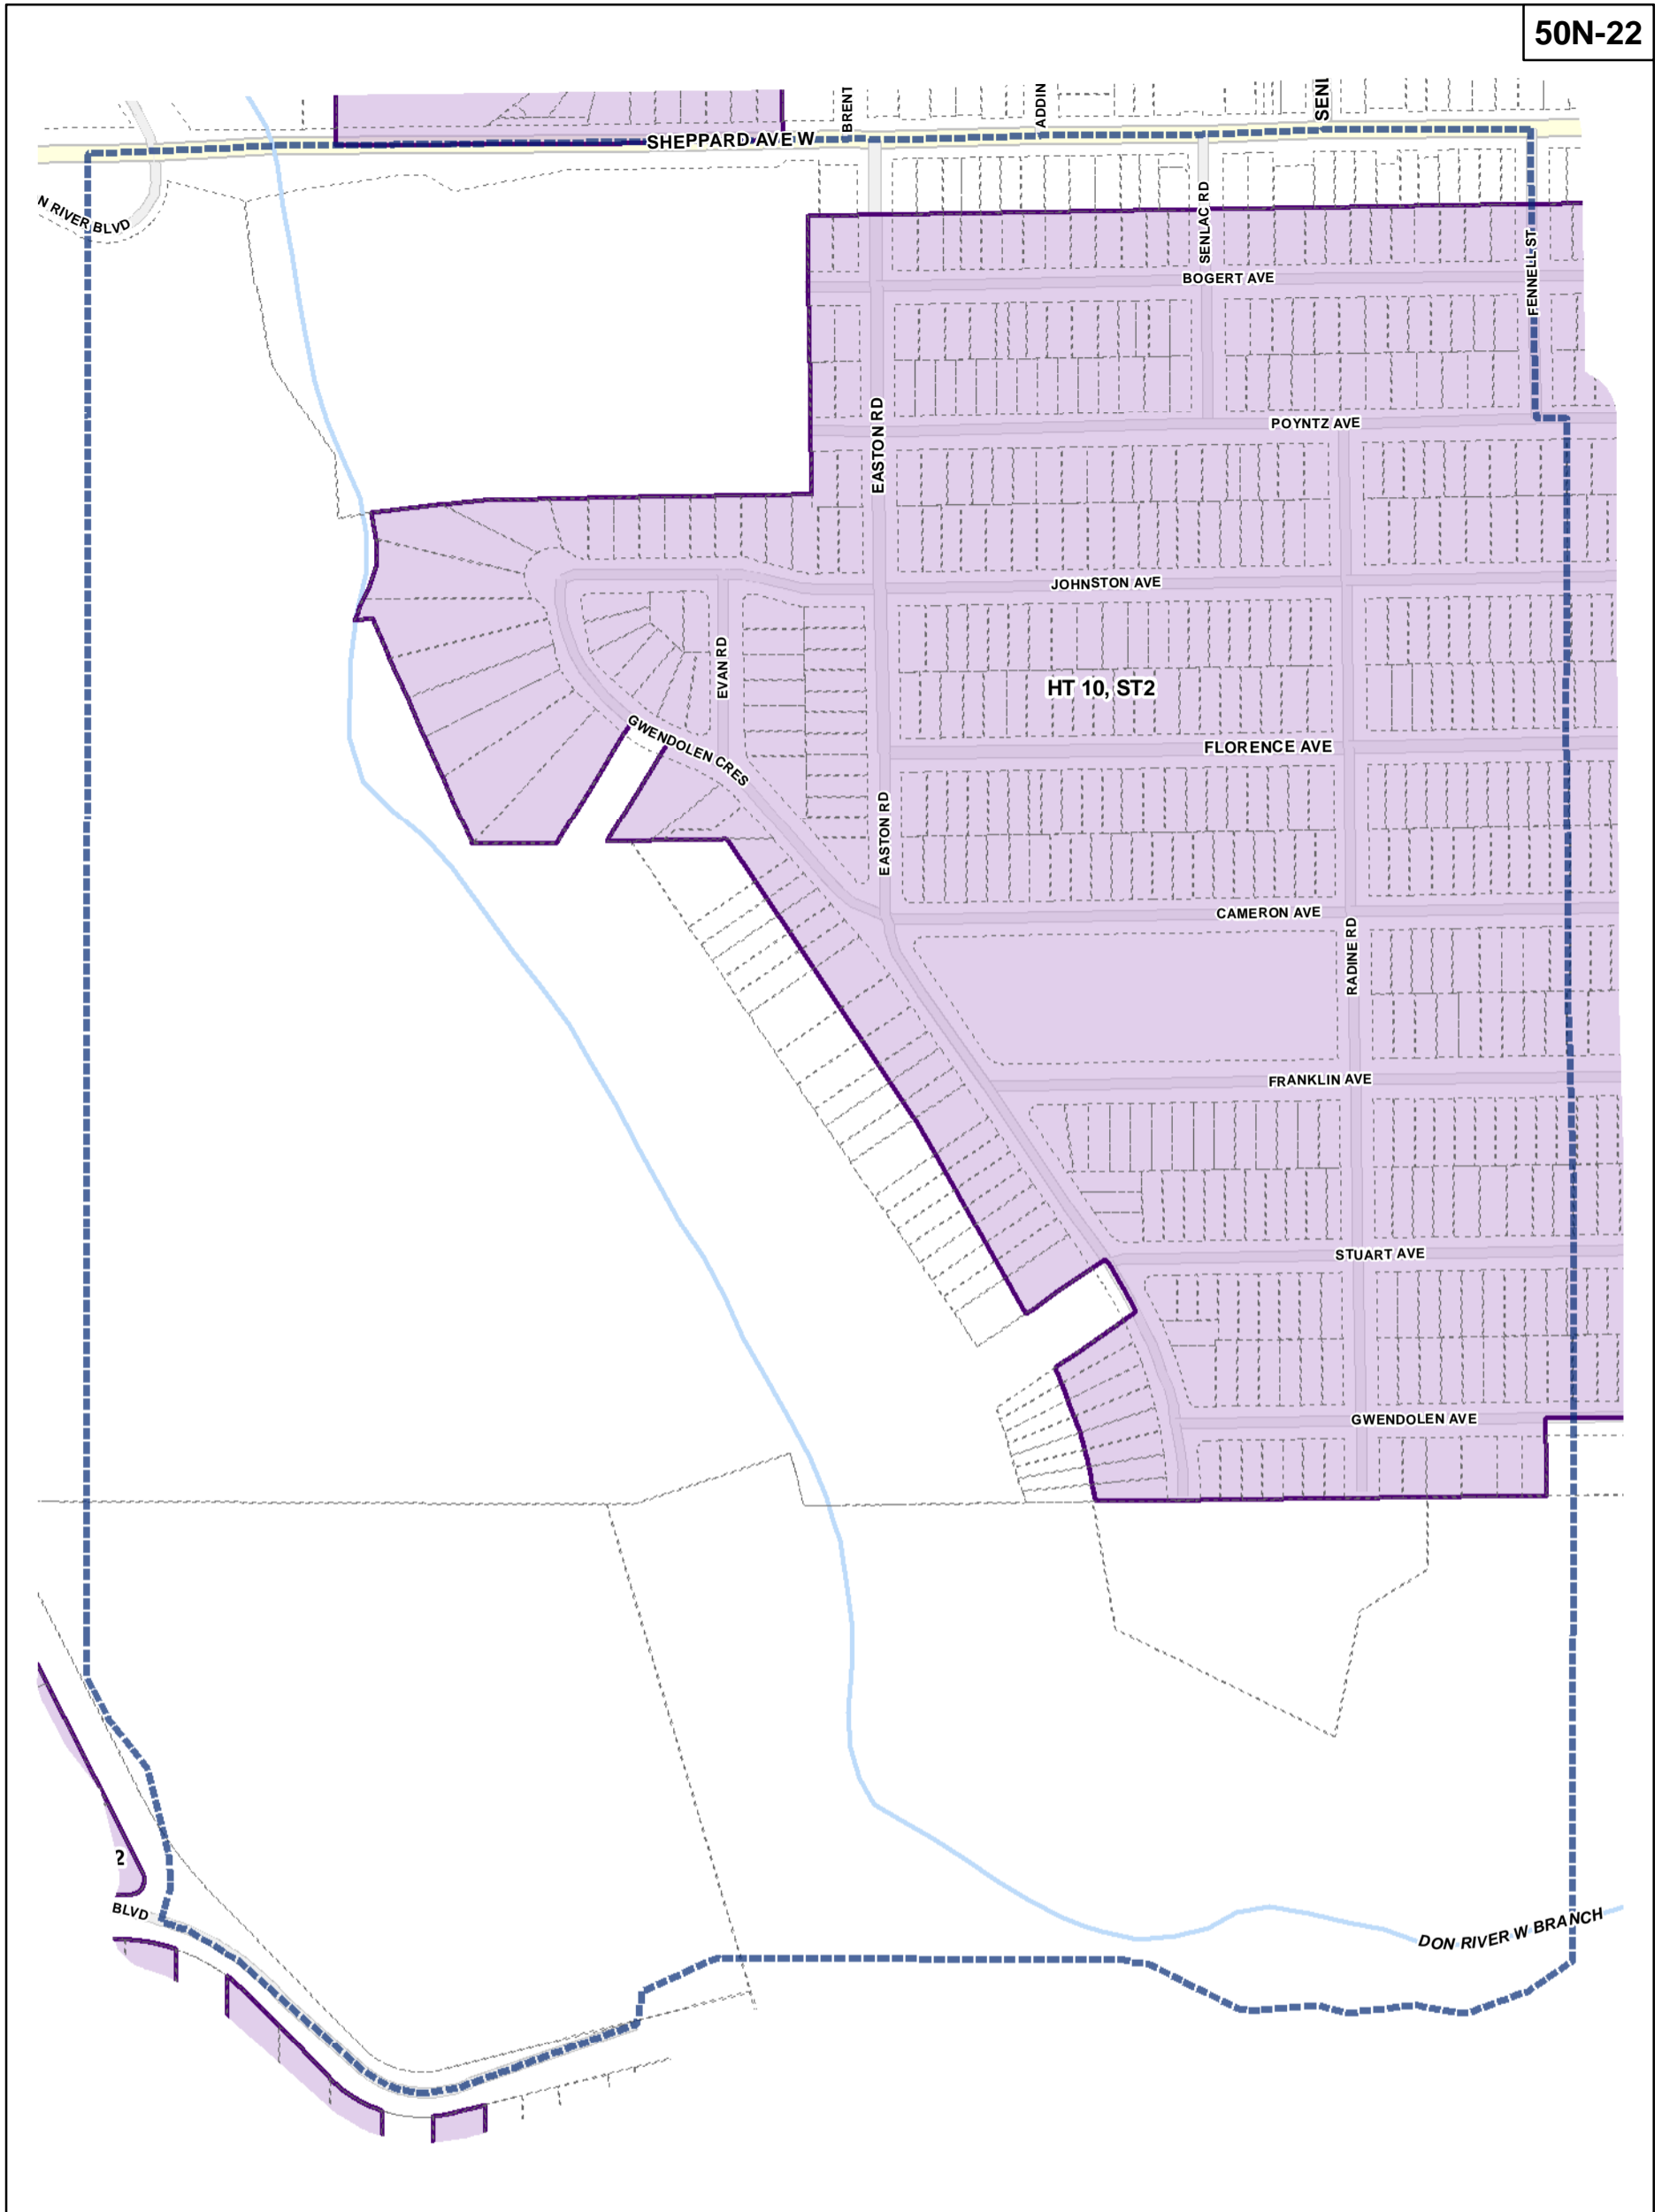 50N-22
BRENT
ADDIN
SENL
SHEPPARD AVE W
N RIVER BLVD
SENLAC RD
FENNELL ST
BOGERT AVE
EASTON RD
POYNTZ AVE
JOHNSTON AVE
EVAN RD
HT 10, ST2
GWENDOLEN CRES
FLORENCE AVE
EASTON RD
CAMERON AVE
RADINE RD
FRANKLIN AVE
STUART AVE
GWENDOLEN AVE
2
BLVD
DON RIVER W BRANCH